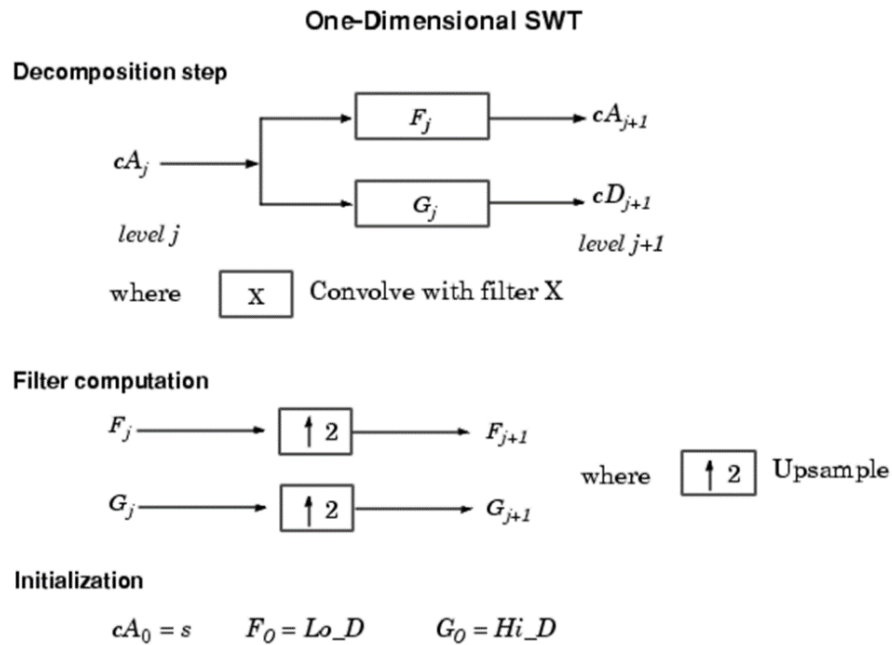 One-Dimensional SWT
Decomposition step
F_j
cA_{j+1}
cA_j
G_j
cD_{j+1}
level j
level j+1
where X Convolve with filter X
Filter computation
F_j ↑ 2 F_{j+1}
where ↑ 2 Upsample
G_j ↑ 2 G_{j+1}
Initialization
cA_0 = s F_0 = Lo_D G_0 = Hi_D